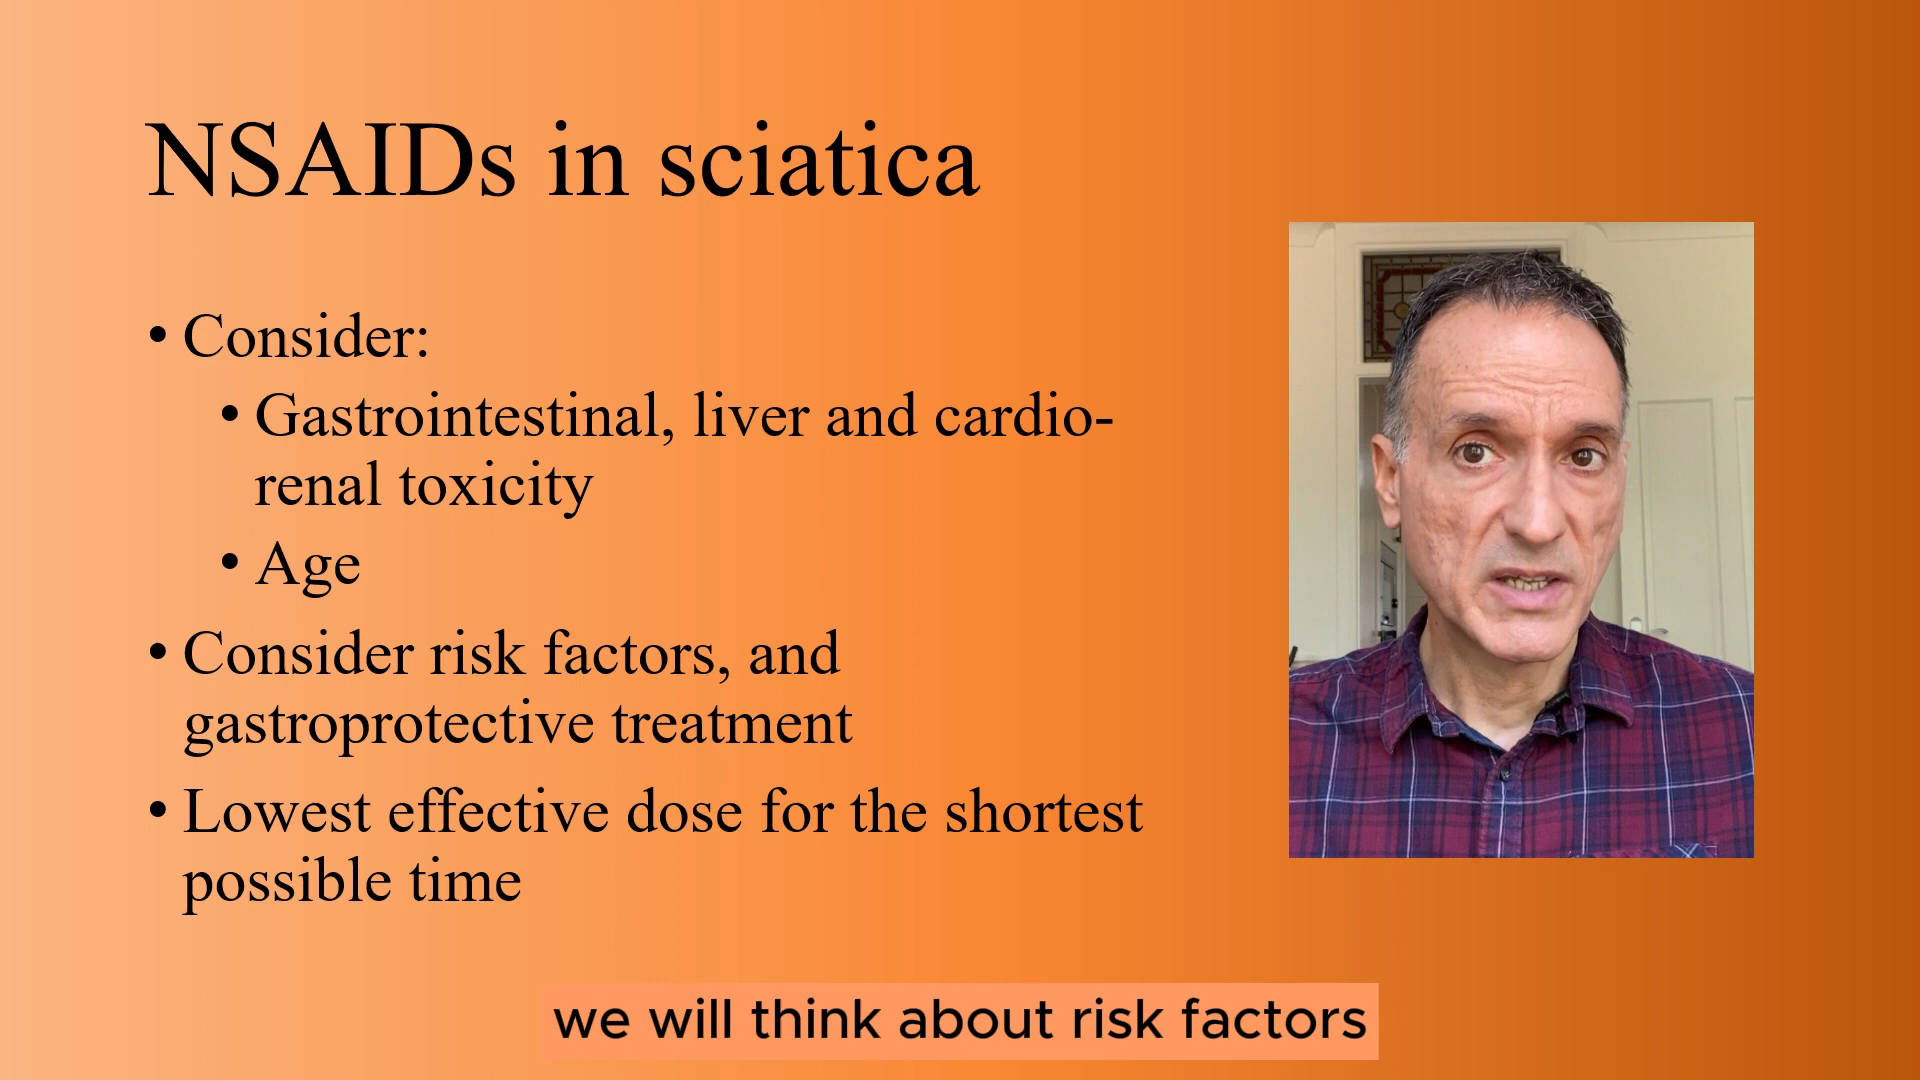 NSAIDs in sciatica
• Consider:
• Gastrointestinal, liver and cardio-
renal toxicity
• Age
• Consider risk factors, and
gastroprotective treatment
• Lowest effective dose for the shortest
possible time
we will think about risk factors